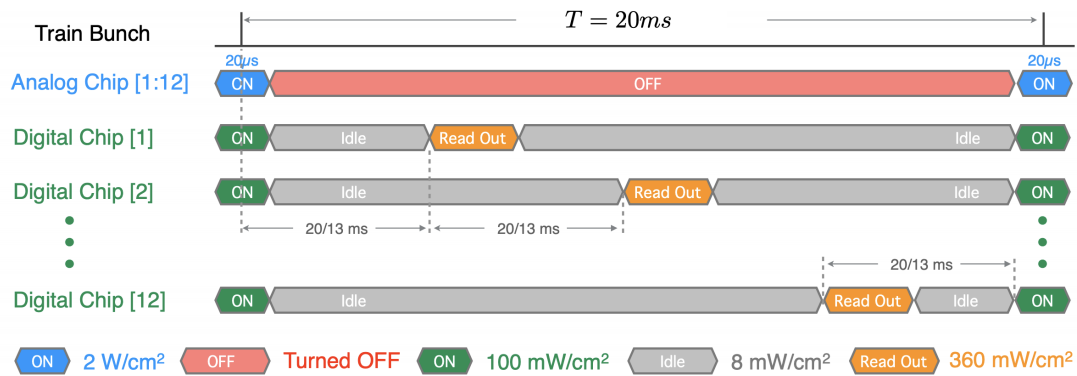 T = 20ms
Train Bunch
20μs 20μs
Analog Chip [1:12] ON OFF ON
Digital Chip [1] ON Idle Read Out Idle ON
Digital Chip [2] ON Idle Read Out Idle ON
20/13 ms 20/13 ms
20/13 ms
Digital Chip [12] ON Idle Read Out Idle ON
ON 2 W/cm² OFF Turned OFF ON 100 mW/cm² Idle 8 mW/cm² Read Out 360 mW/cm²